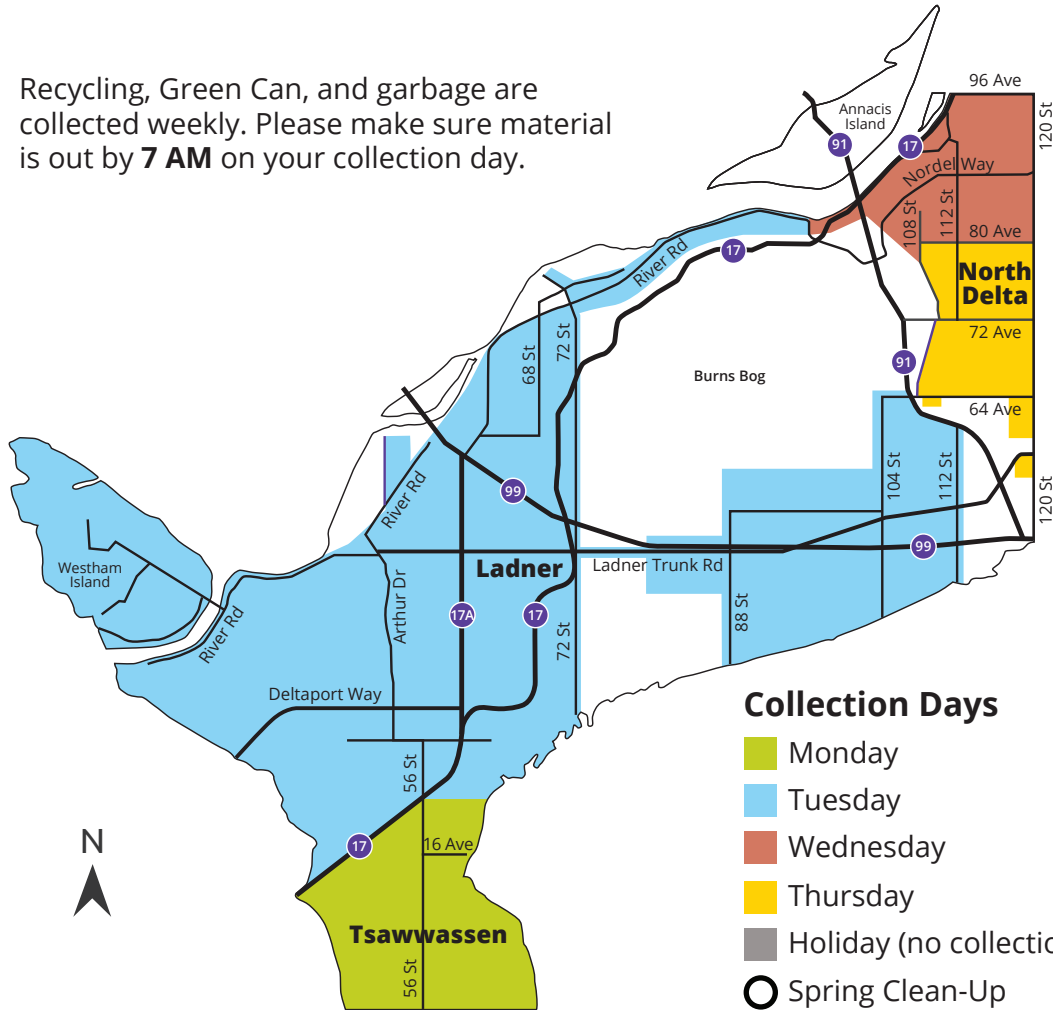 Recycling, Green Can, and garbage are
collected weekly. Please make sure material
is out by 7 AM on your collection day.
96 Ave
120 St
Annacis
Island
91
17
Nordel Way
108 St
112 St
80 Ave
North
Delta
17
River Rd
72 Ave
72 St
68 St
91
Burns Bog
64 Ave
104 St
112 St
120 St
River Rd
99
99
Westham
Island
Ladner
Ladner Trunk Rd
Arthur Dr
17A
17
88 St
River Rd
72 St
Deltaport Way
56 St
17
16 Ave
N
Tsawwassen
56 St
Collection Days
Monday
Tuesday
Wednesday
Thursday
Holiday (no collectio
Spring Clean-Up